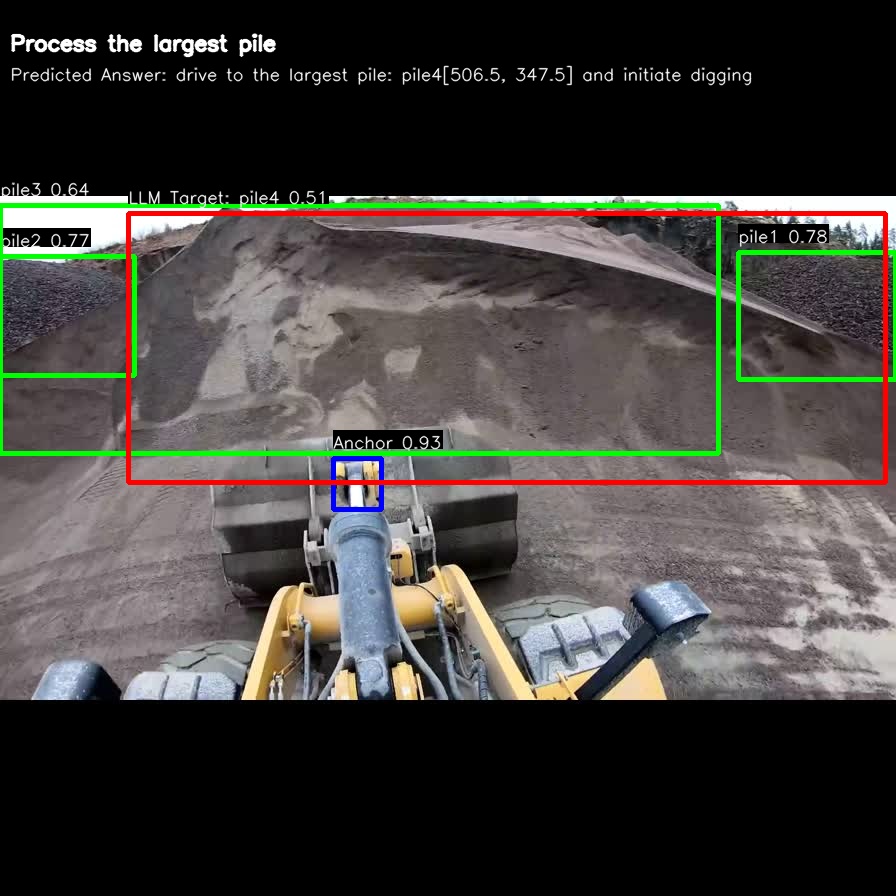 Process the largest pile
Predicted Answer: drive to the largest pile: pile4[506.5, 347.5] and initiate digging
pile3 0.64
LLM Target: pile4 0.51
pile2 0.77
pile1 0.78
Anchor 0.93